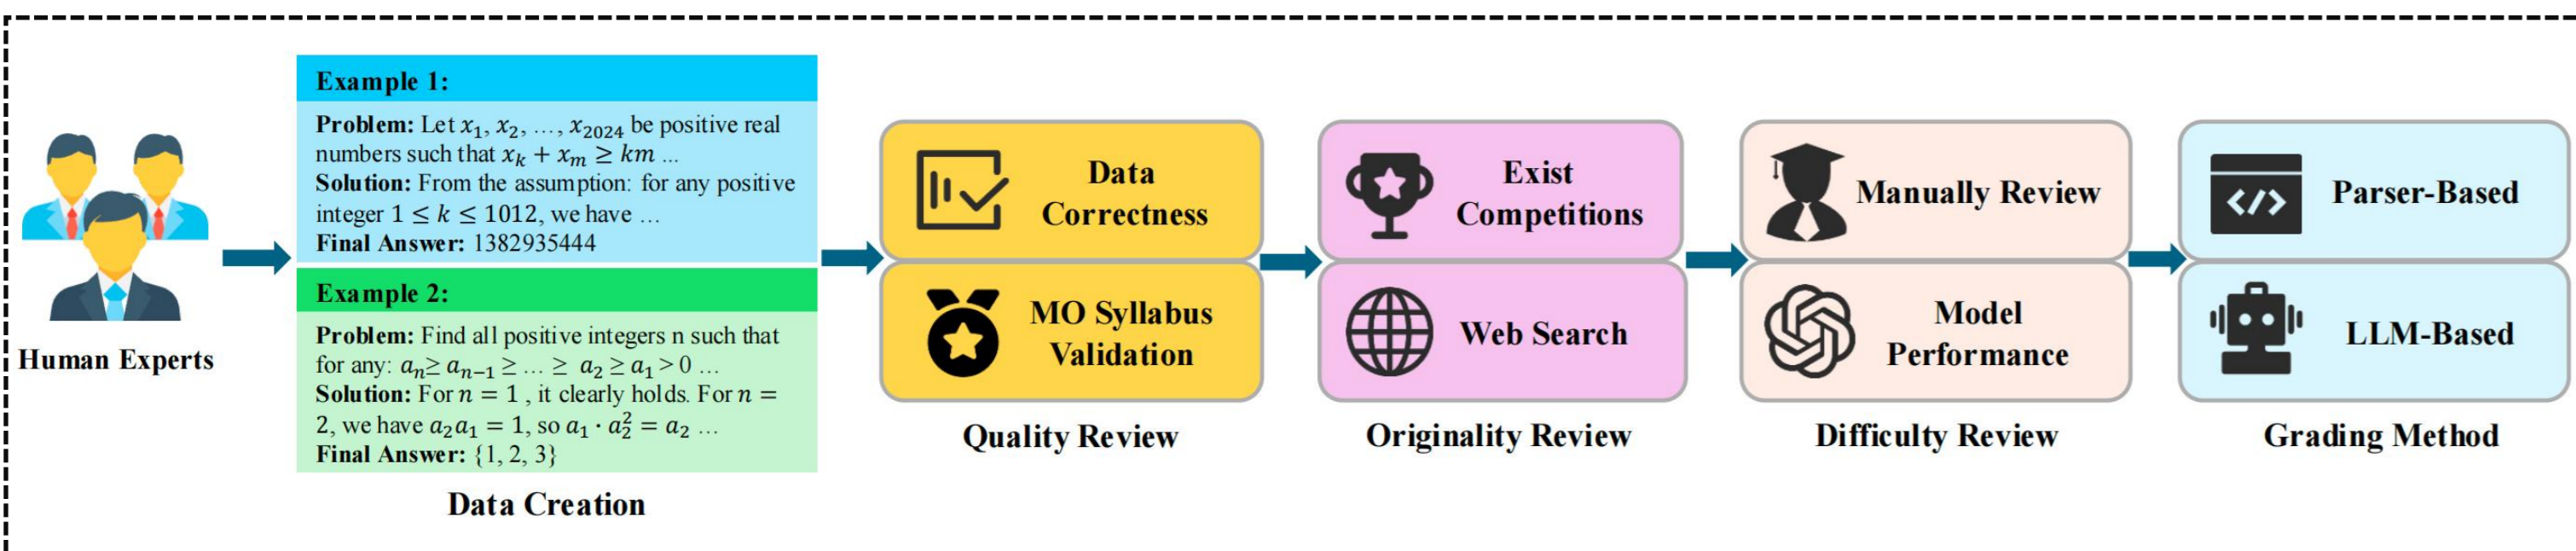 Human Experts
Example 1:
Problem: Let x₁, x₂, …, x₂₀₂₄ be positive real
numbers such that xₖ + xₘ ≥ km …
Solution: From the assumption: for any positive
integer 1 ≤ k ≤ 1012, we have …
Final Answer: 1382935444
Example 2:
Problem: Find all positive integers n such that
for any: aₙ≥ aₙ₋₁ ≥ … ≥ a₂ ≥ a₁ > 0 …
Solution: For n = 1 , it clearly holds. For n =
2, we have a₂a₁ = 1, so a₁ · a₂² = a₂ …
Final Answer: {1, 2, 3}
Data Creation
Data
Correctness
MO Syllabus
Validation
Quality Review
Exist
Competitions
Web Search
Originality Review
Manually Review
Model
Performance
Difficulty Review
</> Parser-Based
LLM-Based
Grading Method